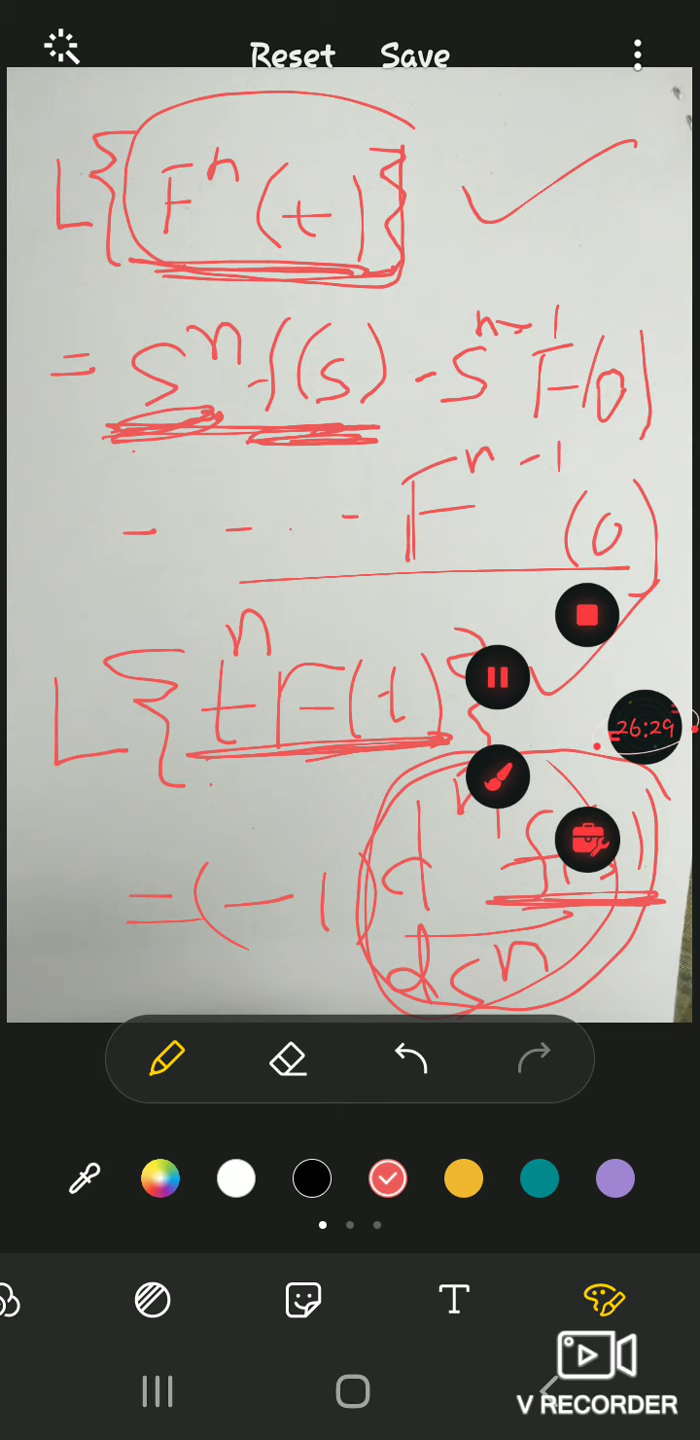 Reset Save
L{F^n(t)}
= S^n f(s) - S^{n-1} F(0)
- - . - F^{n-1} (0)
L{t^n F(t)}
26:29
= (-1) d^n f(s)
ds^n
T
V RECORDER